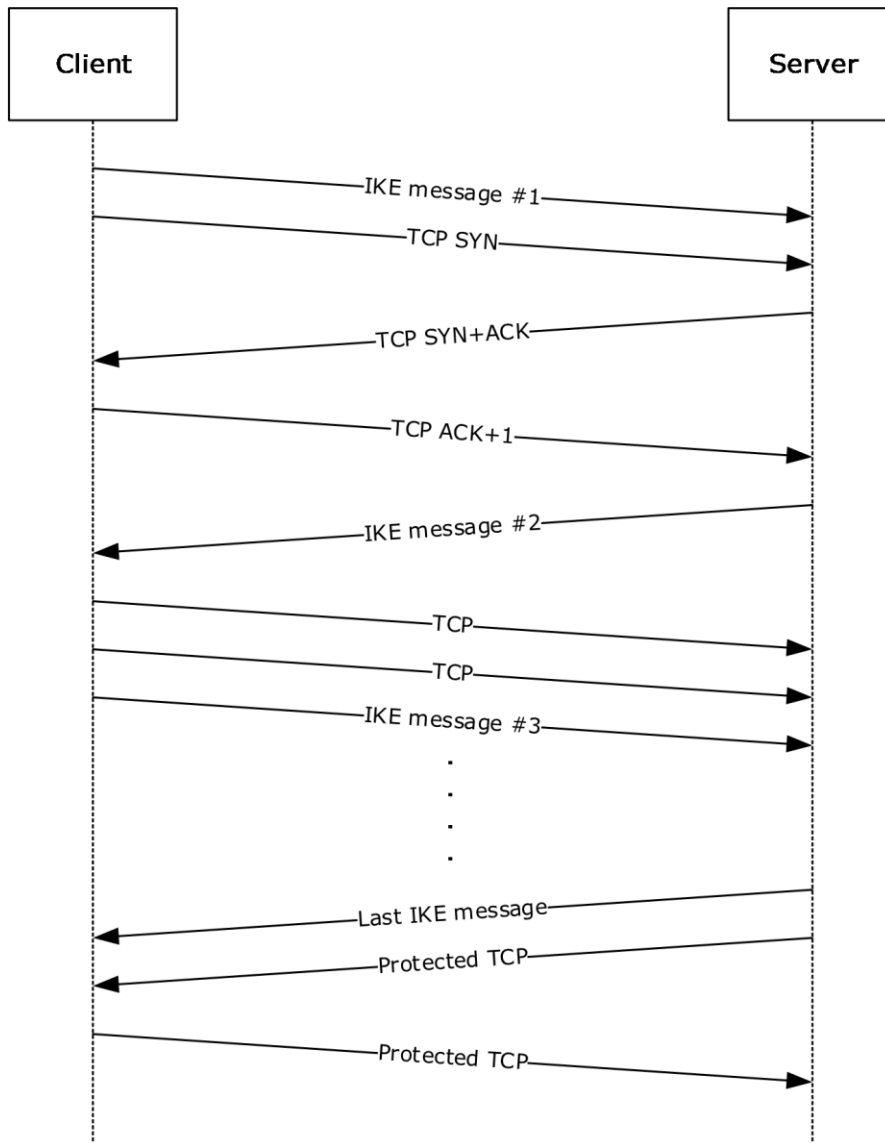 Client
Server
IKE message #1
TCP SYN
TCP SYN+ACK
TCP ACK+1
IKE message #2
TCP
TCP
IKE message #3
Last IKE message
Protected TCP
Protected TCP